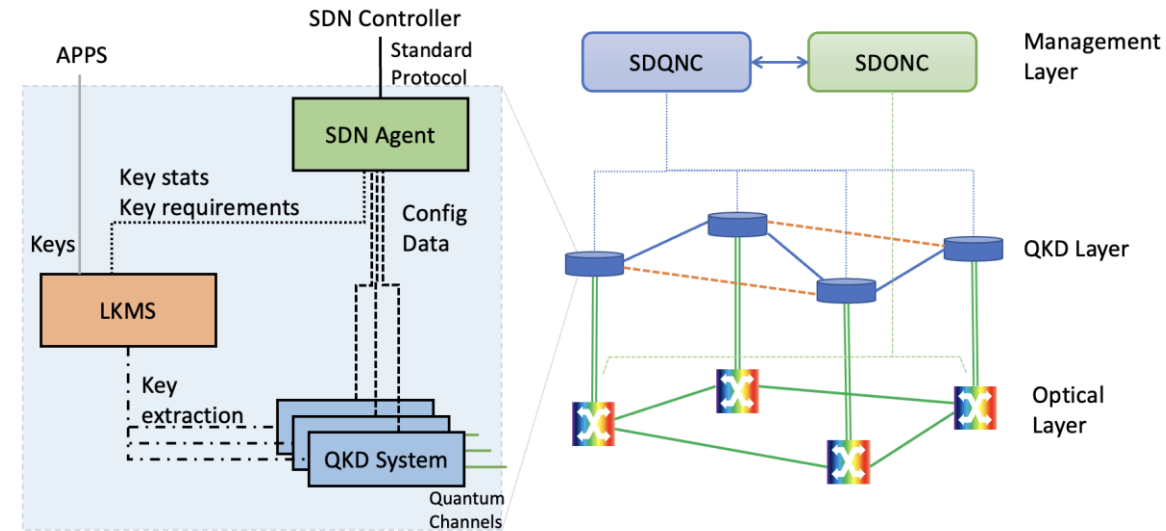 SDN Controller
APPS
Standard
Protocol
SDN Agent
Key stats
Key requirements
Config
Data
Keys
LKMS
Key
extraction
QKD System
Quantum
Channels
SDQNC
SDONC
Management
Layer
QKD Layer
Optical
Layer